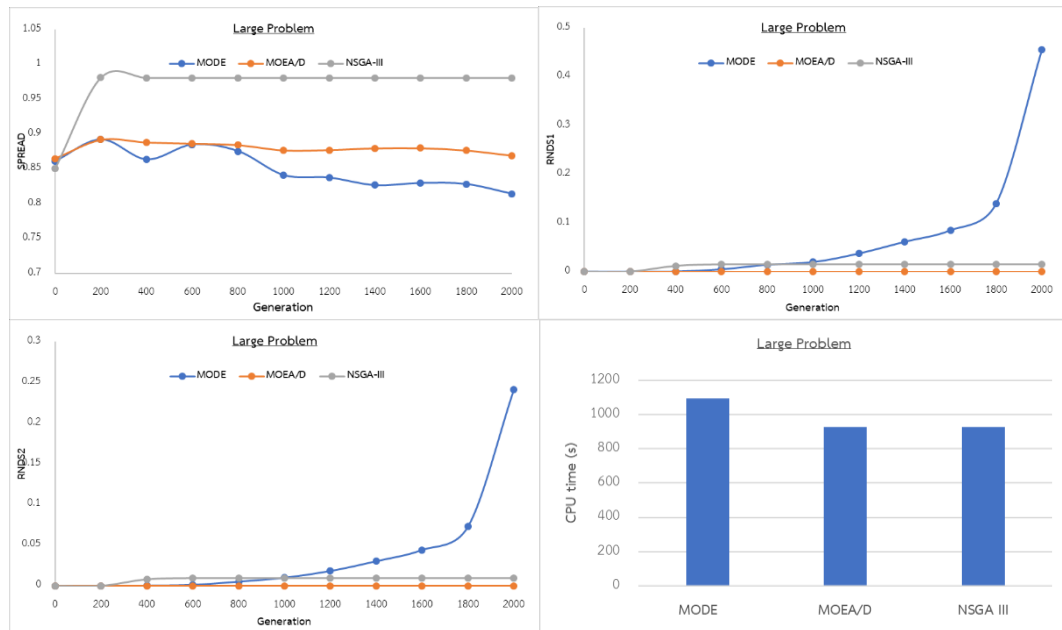 Large Problem
MODE MOEA/D NSGA-III
1.05
1
0.95
0.9
0.85
0.8
0.75
0.7
SPREAD
0 200 400 600 800 1000 1200 1400 1600 1800 2000
Generation
Large Problem
MODE MOEA/D NSGA-III
0.5
0.4
0.3
0.2
0.1
0
RNDS1
0 200 400 600 800 1000 1200 1400 1600 1800 2000
Generation
Large Problem
MODE MOEA/D NSGA-III
0.3
0.25
0.2
0.15
0.1
0.05
0
RNDS2
0 200 400 600 800 1000 1200 1400 1600 1800 2000
Generation
Large Problem
1200
1000
800
600
400
200
0
CPU time (s)
MODE MOEA/D NSGA III